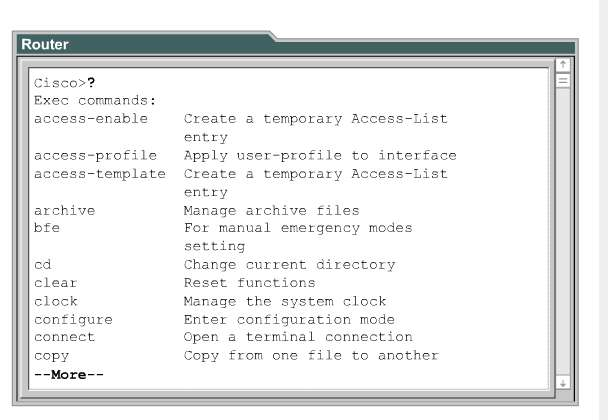 Router
Cisco>?
Exec commands:
access-enable Create a temporary Access-List
entry
access-profile Apply user-profile to interface
access-template Create a temporary Access-List
entry
archive Manage archive files
bfe For manual emergency modes
setting
cd Change current directory
clear Reset functions
clock Manage the system clock
configure Enter configuration mode
connect Open a terminal connection
copy Copy from one file to another
--More--